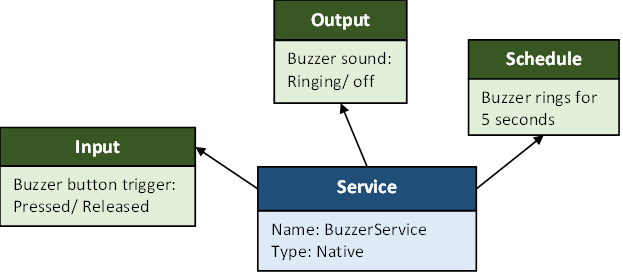 Output
Buzzer sound:
Ringing/ off
Schedule
Buzzer rings for
5 seconds
Input
Buzzer button trigger:
Pressed/ Released
Service
Name: BuzzerService
Type: Native